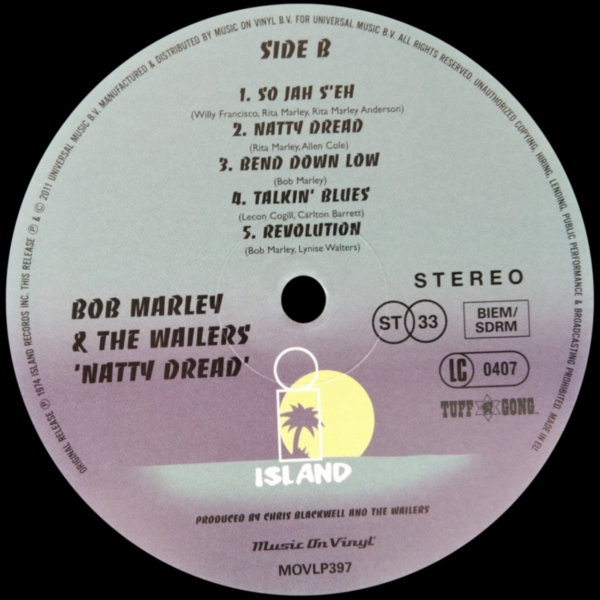 SIDE B
1. SO JAH S'EH
(Willy Francisco, Rita Marley, Rita Marley Anderson)
2. NATTY DREAD
(Rita Marley, Allen Cole)
3. BEND DOWN LOW
(Bob Marley)
4. TALKIN' BLUES
(Lecon Cogill, Carlton Barrett)
5. REVOLUTION
(Bob Marley, Lynise Walters)
STEREO
BOB MARLEY
& THE WAILERS
'NATTY DREAD'
ST 33
BIEM/
SDRM
LC 0407
TUFF GONG
ISLAND
PRODUCED BY CHRIS BLACKWELL AND THE WAILERS
Music On Vinyl
MOVLP397
ORIGINAL RELEASE ℗ 1974 ISLAND RECORDS INC. THIS RELEASE ℗ & © 2011 UNIVERSAL MUSIC B.V. MANUFACTURED & DISTRIBUTED BY MUSIC ON VINYL B.V. FOR UNIVERSAL MUSIC B.V. ALL RIGHTS RESERVED. UNAUTHORIZED COPYING, HIRING, LENDING, PUBLIC PERFORMANCE & BROADCASTING PROHIBITED. MADE IN EU.